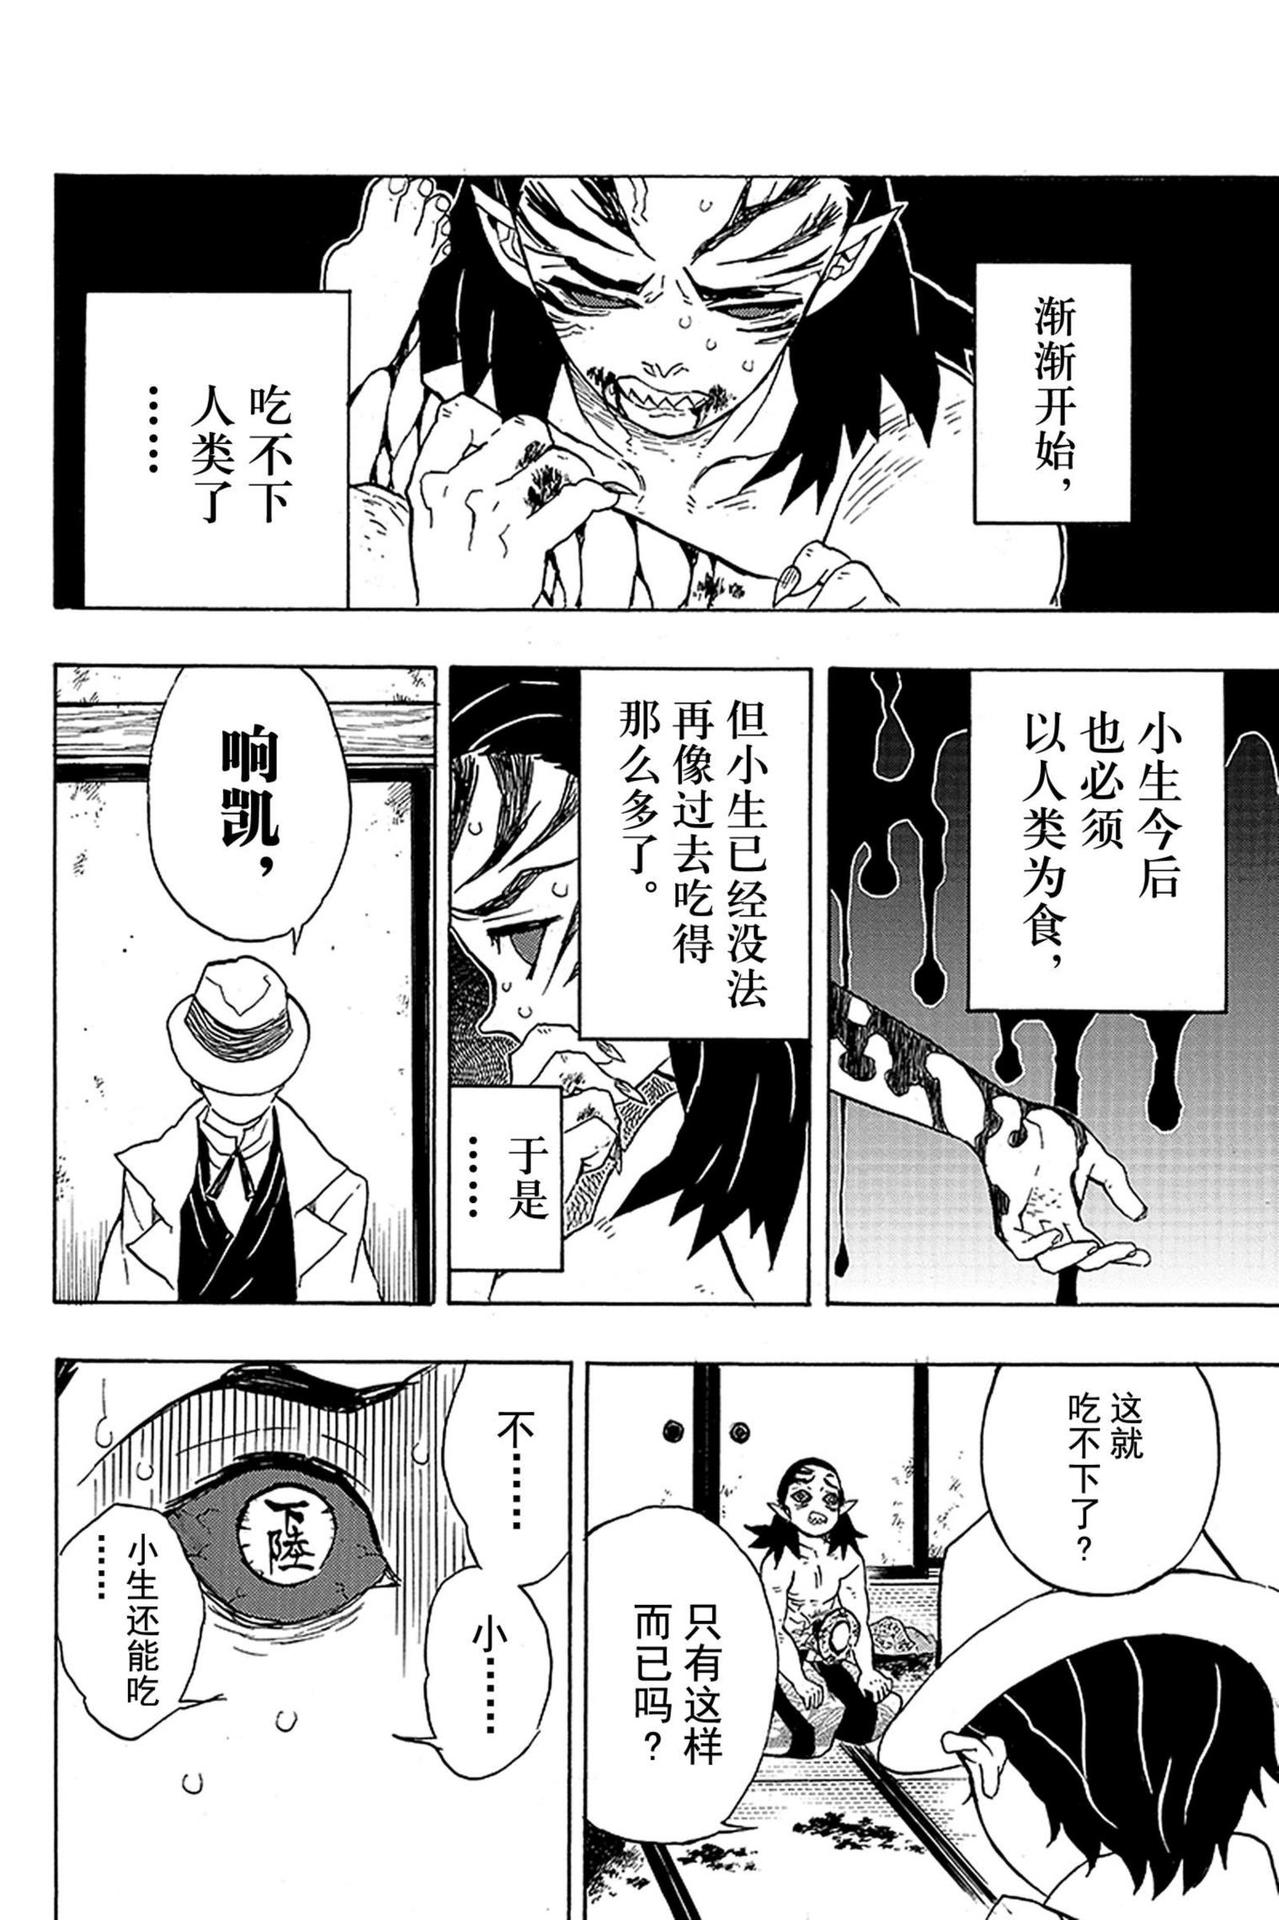 渐渐开始，
吃不下
人类了
……
小生今后
也必须
以人类为食，
但小生已经没法
再像过去吃得
那么多了。
于是
……
响凯，
这就
吃不下了？
只有这样
而已吗？
不……
小……
下陸
小生还能吃
……